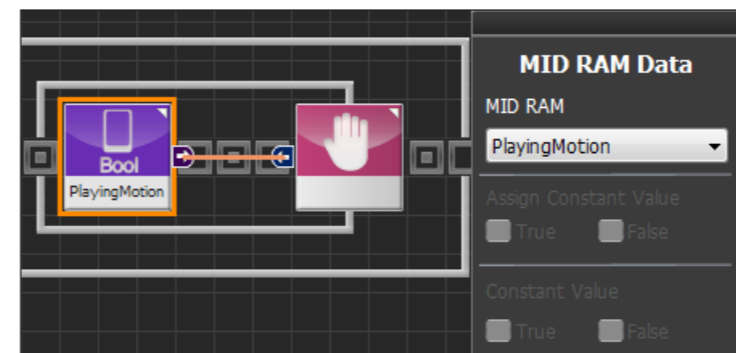 Bool
PlayingMotion
MID RAM Data
MID RAM
PlayingMotion
Assign Constant Value
True False
Constant Value
True False